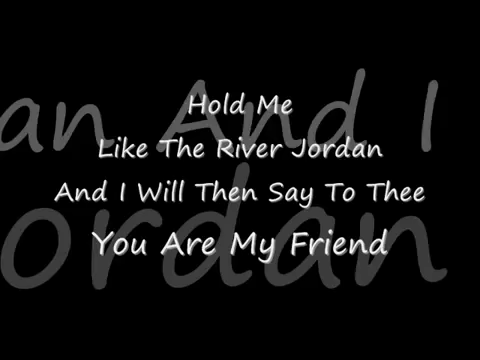 an And I
Hold Me
Like The River Jordan
And I Will Then Say To Thee
ordan
You Are My Friend